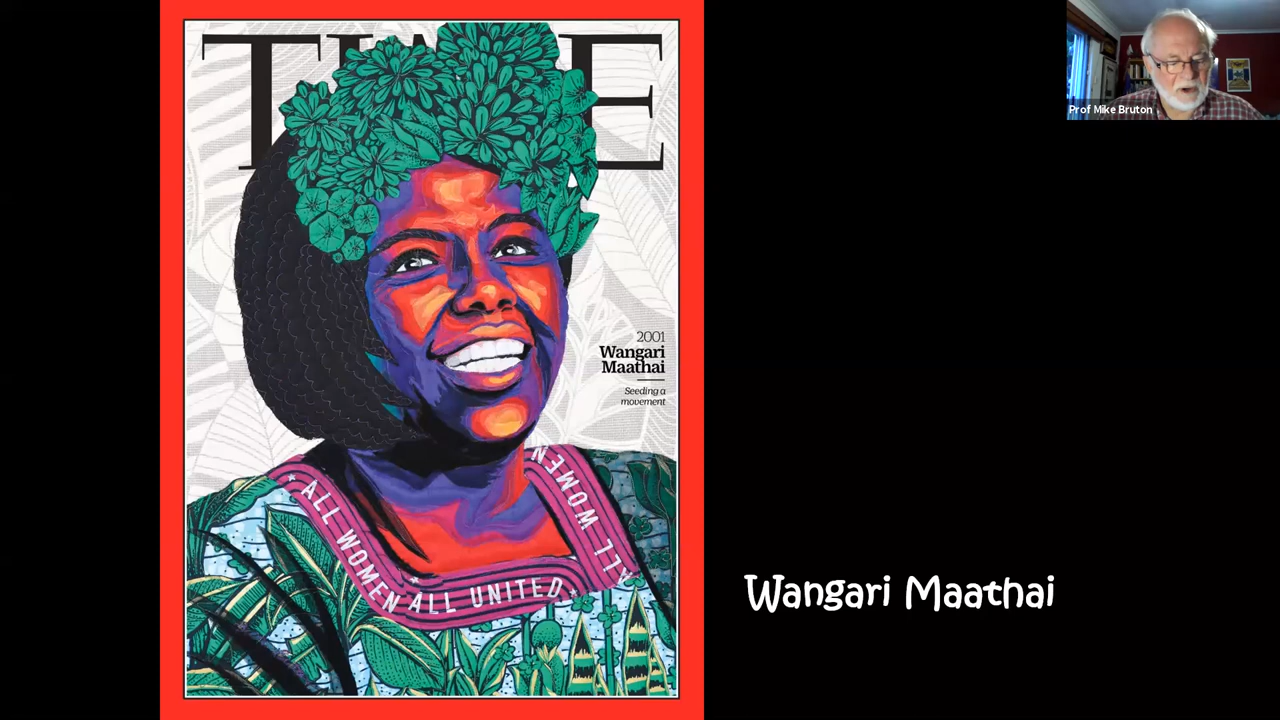 TIME
2001
Wangari
Maathai
Seeding a
movement
ALL WOMEN ALL UNITED ALL WOMEN
Wangari Maathai
Prof Mike Bruton